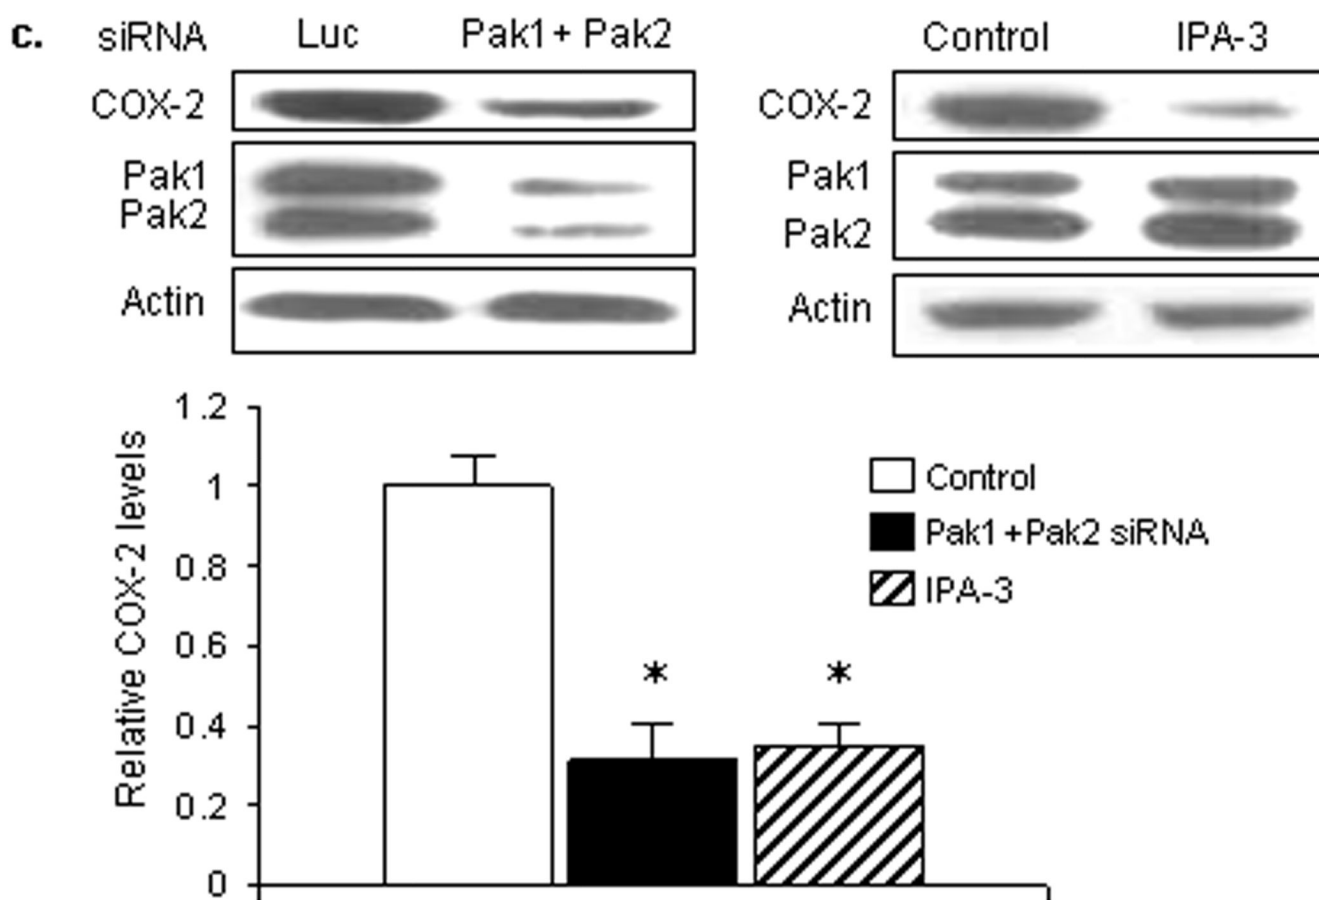 c. siRNA Luc Pak1 + Pak2
COX-2
Pak1
Pak2
Actin
Control IPA-3
COX-2
Pak1
Pak2
Actin
Relative COX-2 levels
1.2
1
0.8
0.6
0.4
0.2
0
* *
Control
Pak1 +Pak2 siRNA
IPA-3